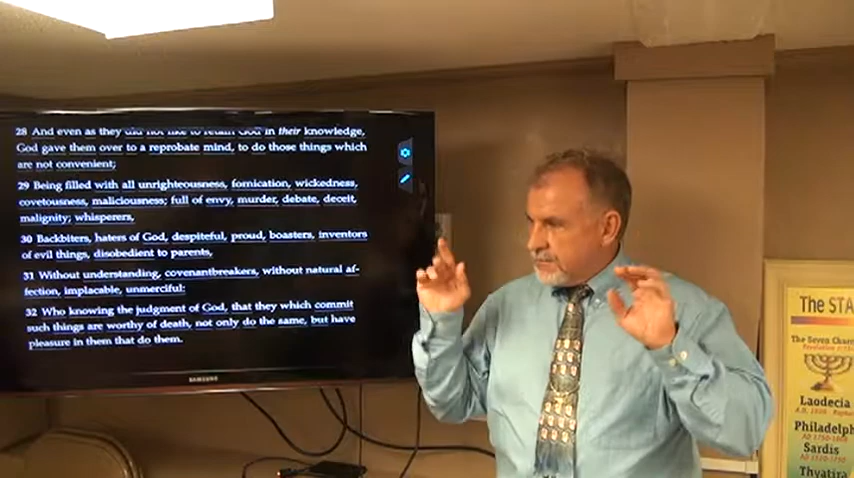 28 And even as they did not like to retain God in their knowledge,
God gave them over to a reprobate mind, to do those things which
are not convenient;
29 Being filled with all unrighteousness, fornication, wickedness,
covetousness, maliciousness; full of envy, murder, debate, deceit,
malignity; whisperers,
30 Backbiters, haters of God, despiteful, proud, boasters, inventors
of evil things, disobedient to parents,
31 Without understanding, covenantbreakers, without natural af-
fection, implacable, unmerciful:
32 Who knowing the judgment of God, that they which commit
such things are worthy of death, not only do the same, but have
pleasure in them that do them.
SAMSUNG
The STA
The Seven Chur
Laodecia
Philadelph
Sardis
Thyatira